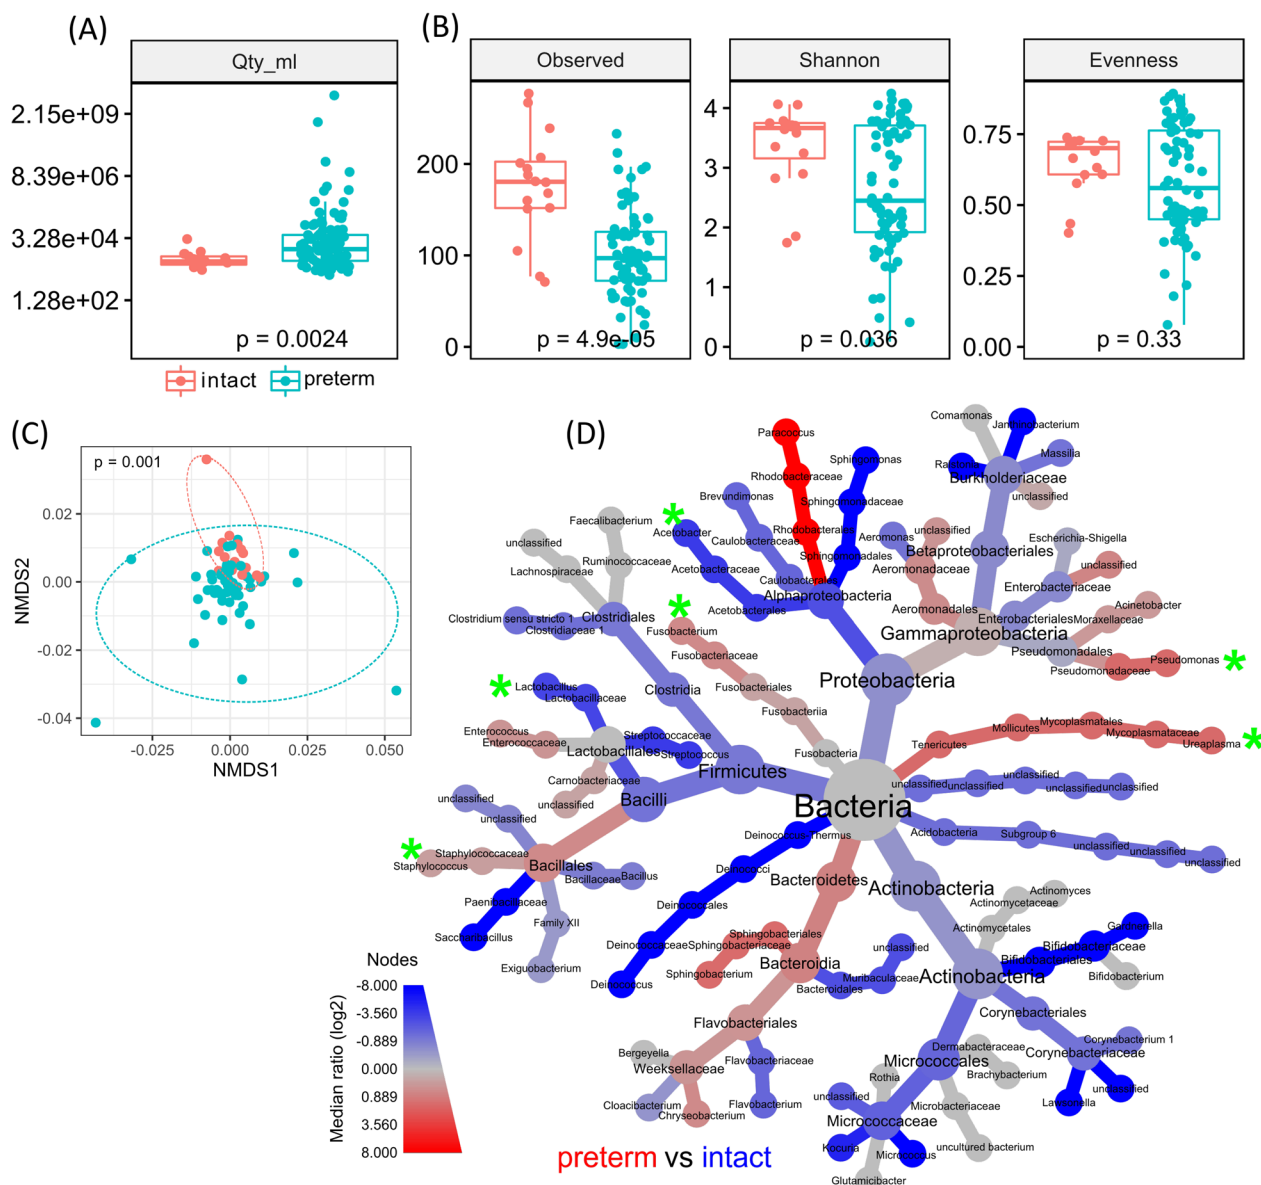 (A)
Qty_ml
2.15e+09
8.39e+06
3.28e+04
1.28e+02
p = 0.0024
intact preterm
(B)
Observed
200
100
0
p = 4.9e-05
Shannon
4
3
2
1
0
p = 0.036
Evenness
0.75
0.50
0.25
0.00
p = 0.33
(C)
p = 0.001
NMDS2
0.02
0.00
-0.02
-0.04
-0.025 0.000 0.025 0.050
NMDS1
(D)
Paracoccus
Rhodobacteraceae
Rhodobacterales
Sphingomonas
Sphingomonadaceae
Sphingomonadales
Brevundimonas
Caulobacteraceae
Caulobacterales
*
Acetobacter
Acetobacteraceae
Acetobacterales
Alphaproteobacteria
Comamonas
Janthinobacterium
Ralstonia
Massilia
Burkholderiaceae
unclassified
Betaproteobacteriales
Aeromonas
unclassified
Aeromonadaceae
Aeromonadales
Escherichia-Shigella
unclassified
Enterobacteriaceae
Enterobacteriales
Gammaproteobacteria
Acinetobacter
Moraxellaceae
Pseudomonadales
Pseudomonadaceae
Pseudomonas
*
Proteobacteria
Faecalibacterium
unclassified
Ruminococcaceae
Lachnospiraceae
Clostridium sensu stricto 1
Clostridiaceae 1
Clostridiales
Clostridia
*
Fusobacterium
Fusobacteriaceae
Fusobacteriales
Fusobacteriia
Fusobacteria
*
Lactobacillus
Lactobacillaceae
Enterococcus
Enterococcaceae
Streptococcaceae
Streptococcus
Lactobacillales
Carnobacteriaceae
unclassified
Firmicutes
Bacilli
unclassified
unclassified
*
Staphylococcaceae
Staphylococcus
Bacillales
Bacillaceae
Bacillus
Paenibacillaceae
Saccharibacillus
Family XII
Exiguobacterium
Bacteria
Tenericutes
Mollicutes
Mycoplasmatales
Mycoplasmataceae
Ureaplasma
*
unclassified
unclassified
unclassified
unclassified
unclassified
Acidobacteria
Subgroup 6
unclassified
unclassified
unclassified
Deinococcus-Thermus
Deinococci
Deinococcales
Deinococcaceae
Deinococcus
Bacteroidetes
Bacteroidia
Sphingobacteriales
Sphingobacteriaceae
Sphingobacterium
unclassified
Muribaculaceae
Bacteroidales
Flavobacteriales
Flavobacteriaceae
Flavobacterium
Bergeyella
Weeksellaceae
Cloacibacterium
Chryseobacterium
Actinobacteria
Actinobacteria
Actinomyces
Actinomycetaceae
Actinomycetales
Gardnerella
Bifidobacteriaceae
Bifidobacteriales
Bifidobacterium
Corynebacteriales
Corynebacterium 1
Corynebacteriaceae
unclassified
Lawsonella
Micrococcales
Dermabacteraceae
Brachybacterium
Microbacteriaceae
uncultured bacterium
Rothia
unclassified
Micrococcaceae
Kocuria
Micrococcus
Glutamicibacter
Nodes
Median ratio (log2)
-8.000
-3.560
-0.889
0.000
0.889
3.560
8.000
preterm vs intact